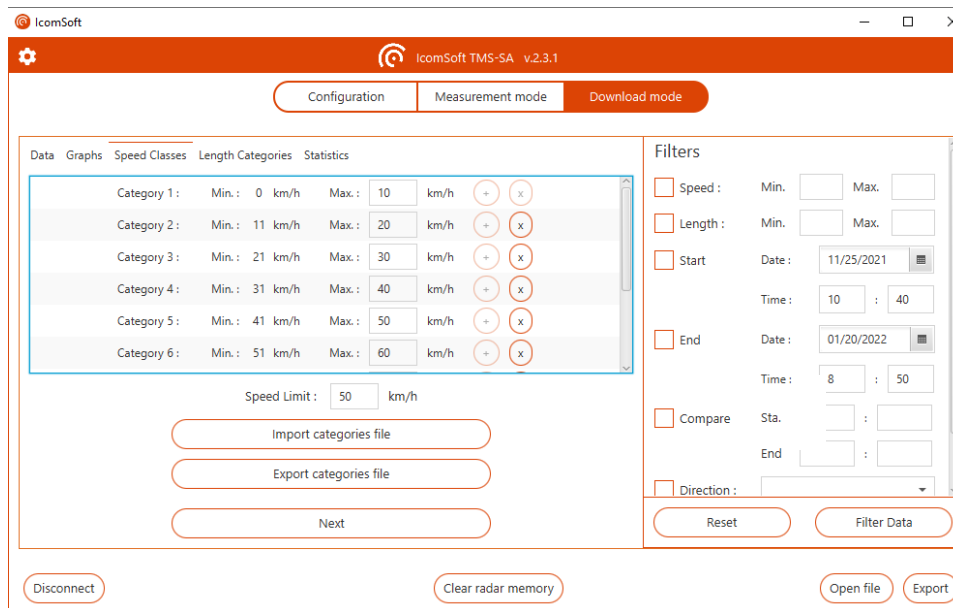 IcomSoft
IcomSoft TMS-SA v.2.3.1
Configuration Measurement mode Download mode
Data Graphs Speed Classes Length Categories Statistics
Category 1 : Min. : 0 km/h Max. : 10 km/h + x
Category 2 : Min. : 11 km/h Max. : 20 km/h + x
Category 3 : Min. : 21 km/h Max. : 30 km/h + x
Category 4 : Min. : 31 km/h Max. : 40 km/h + x
Category 5 : Min. : 41 km/h Max. : 50 km/h + x
Category 6 : Min. : 51 km/h Max. : 60 km/h + x
Speed Limit : 50 km/h
Import categories file
Export categories file
Next
Filters
Speed : Min. Max.
Length : Min. Max.
Start Date : 11/25/2021
Time : 10 : 40
End Date : 01/20/2022
Time : 8 : 50
Compare Sta. :
End :
Direction :
Reset Filter Data
Disconnect Clear radar memory Open file Export